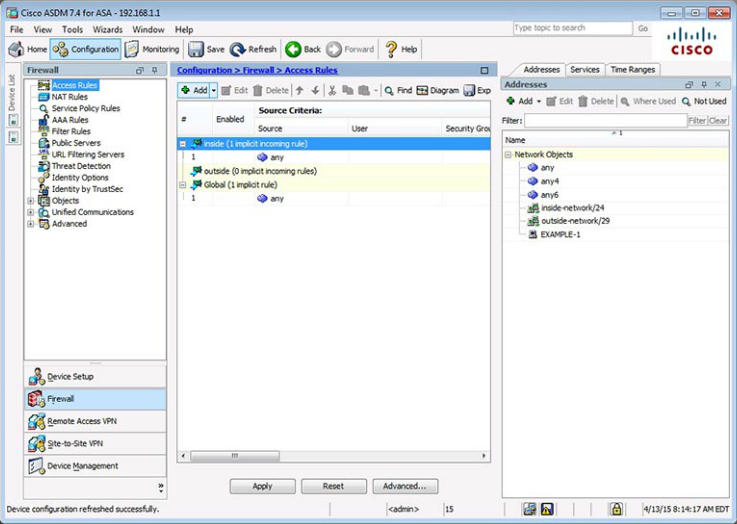 Cisco ASDM 7.4 for ASA - 192.168.1.1
File View Tools Wizards Window Help
Type topic to search Go
Home Configuration Monitoring Save Refresh Back Forward Help
CISCO
Device List
Firewall
Access Rules
NAT Rules
Service Policy Rules
AAA Rules
Filter Rules
Public Servers
URL Filtering Servers
Threat Detection
Identity Options
Identity by TrustSec
Objects
Unified Communications
Advanced
Device Setup
Firewall
Remote Access VPN
Site-to-Site VPN
Device Management
Configuration > Firewall > Access Rules
Add Edit Delete Find Diagram Exp
# Enabled Source Criteria:
Source User Security Grou
inside (1 implicit incoming rule)
1 any
outside (0 implicit incoming rules)
Global (1 implicit rule)
1 any
Apply Reset Advanced...
Addresses Services Time Ranges
Addresses
Add Edit Delete Where Used Not Used
Filter: Filter Clear
1
Name
Network Objects
any
any4
any6
inside-network/24
outside-network/29
EXAMPLE-1
Device configuration refreshed successfully. <admin> 15 4/13/15 8:14:17 AM EDT